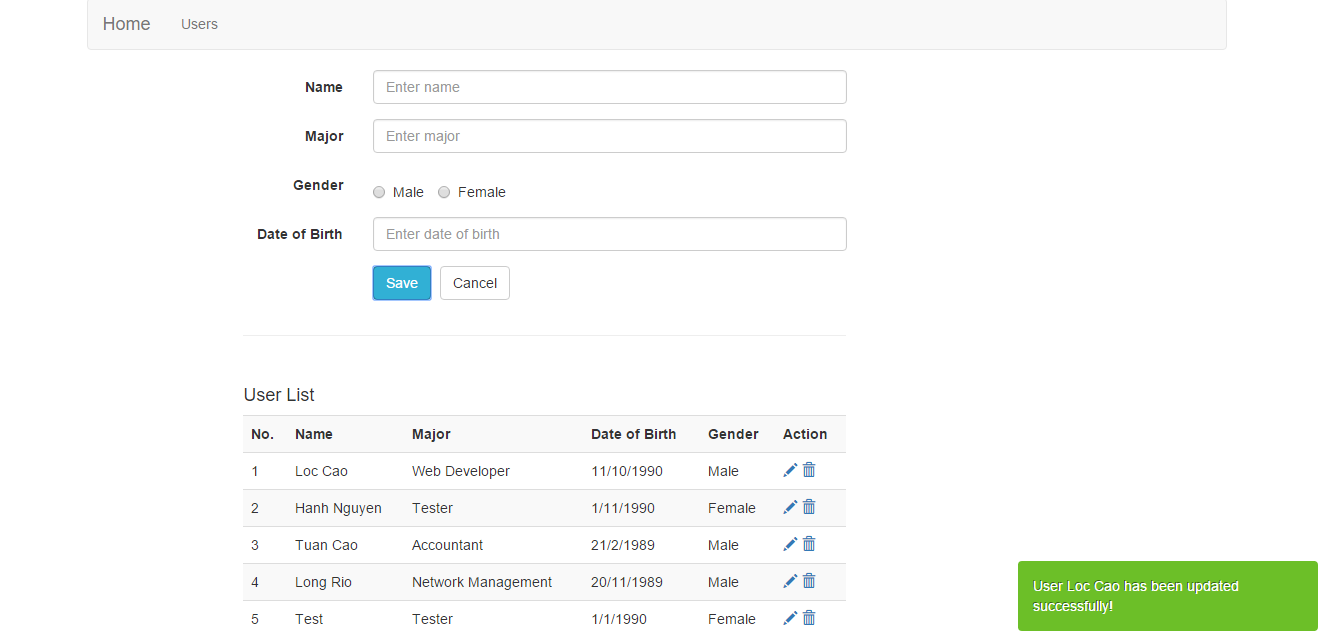 Home Users
Name Enter name
Major Enter major
Gender Male Female
Date of Birth Enter date of birth
Save Cancel
User List
No. Name Major Date of Birth Gender Action
1 Loc Cao Web Developer 11/10/1990 Male
2 Hanh Nguyen Tester 1/11/1990 Female
3 Tuan Cao Accountant 21/2/1989 Male
4 Long Rio Network Management 20/11/1989 Male
5 Test Tester 1/1/1990 Female
User Loc Cao has been updated
successfully!